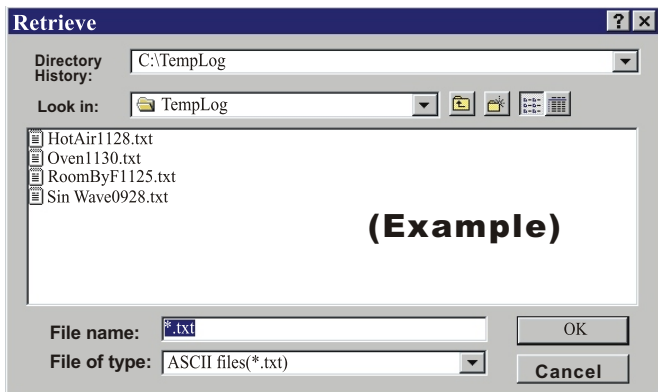 Retrieve
Directory History:
C:\TempLog
Look in: TempLog
HotAir1128.txt
Oven1130.txt
RoomByF1125.txt
Sin Wave0928.txt
(Example)
File name: *.txt
OK
File of type: ASCII files(*.txt)
Cancel